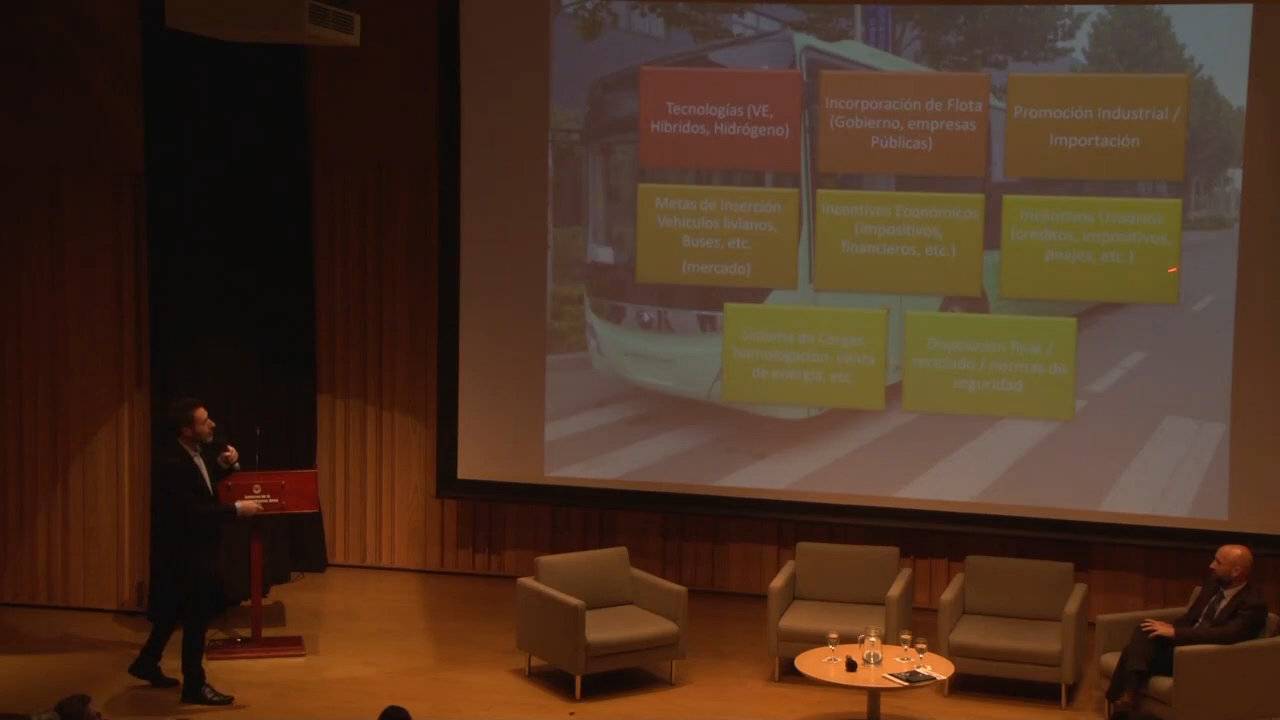 Tecnologías (VE,
Híbridos, Hidrógeno)
Incorporación de Flota
(Gobierno, empresas
Públicas)
Promoción Industrial /
Importación
Metas de Inserción
Vehículos livianos,
Buses, etc.
(mercado)
Incentivos Económicos
(impositivos,
financieros, etc.)
Incentivos Usuarios
(créditos, impositivos,
peajes, etc.)
Sistema de Cargas,
homologación, venta
de energía, etc.
Disposición final /
reciclado / normas de
seguridad